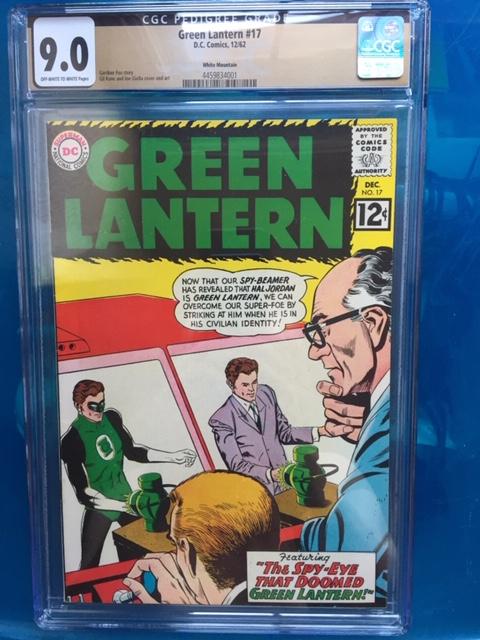 CGC PEDIGREE GRADE
9.0
OFF-WHITE TO WHITE Pages
Green Lantern #17
D.C. Comics, 12/62
White Mountain
Gardner Fox story
Gil Kane and Joe Giella cover and art
4459834001
CGC
SUPERMAN
DC
NATIONAL COMICS
GREEN
LANTERN
APPROVED
BY THE
COMICS
CODE
AUTHORITY
DEC.
NO. 17
12¢
NOW THAT OUR SPY-BEAMER
HAS REVEALED THAT HAL JORDAN
IS GREEN LANTERN, WE CAN
OVERCOME OUR SUPER-FOE BY
STRIKING AT HIM WHEN HE IS IN
HIS CIVILIAN IDENTITY!
Featuring
"THE SPY-EYE
THAT DOOMED
GREEN LANTERN!"